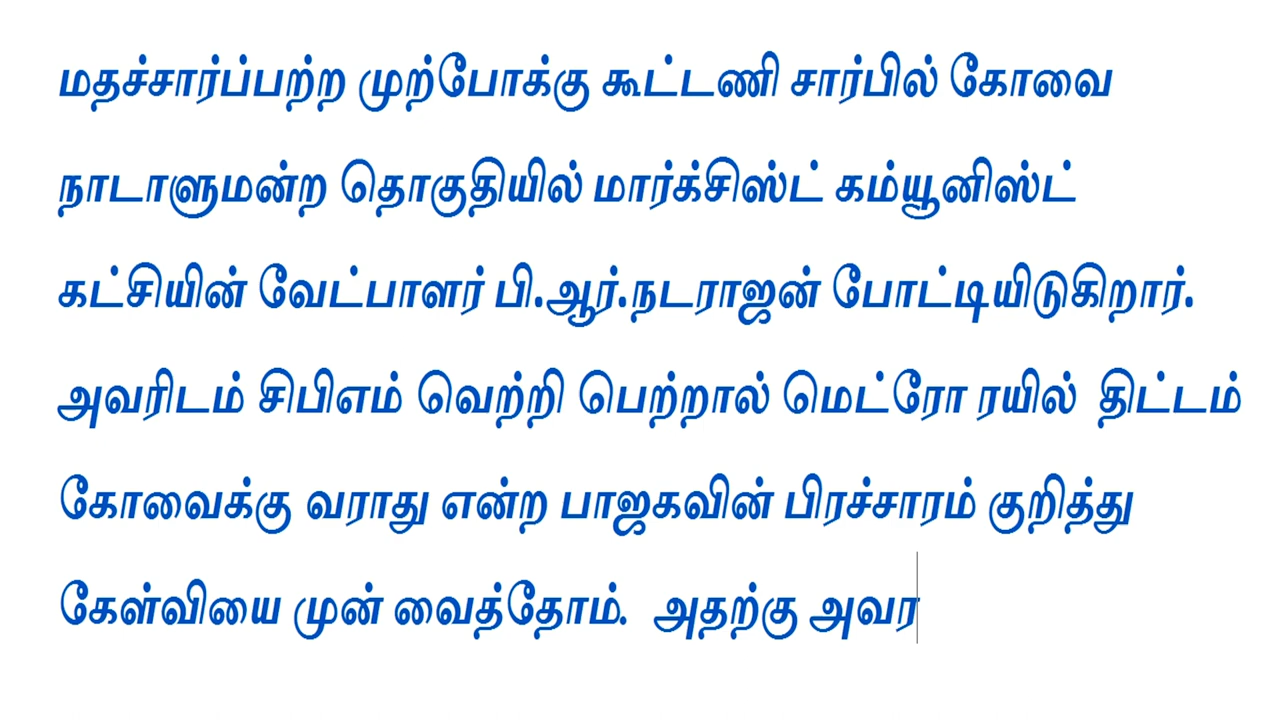 மதச்சார்ப்பற்ற முற்போக்கு கூட்டணி சார்பில் கோவை
நாடாளுமன்ற தொகுதியில் மார்க்சிஸ்ட் கம்யூனிஸ்ட்
கட்சியின் வேட்பாளர் பி.ஆர்.நடராஜன் போட்டியிடுகிறார்.
அவரிடம் சிபிஎம் வெற்றி பெற்றால் மெட்ரோ ரயில் திட்டம்
கோவைக்கு வராது என்ற பாஜகவின் பிரச்சாரம் குறித்து
கேள்வியை முன் வைத்தோம். அதற்கு அவர